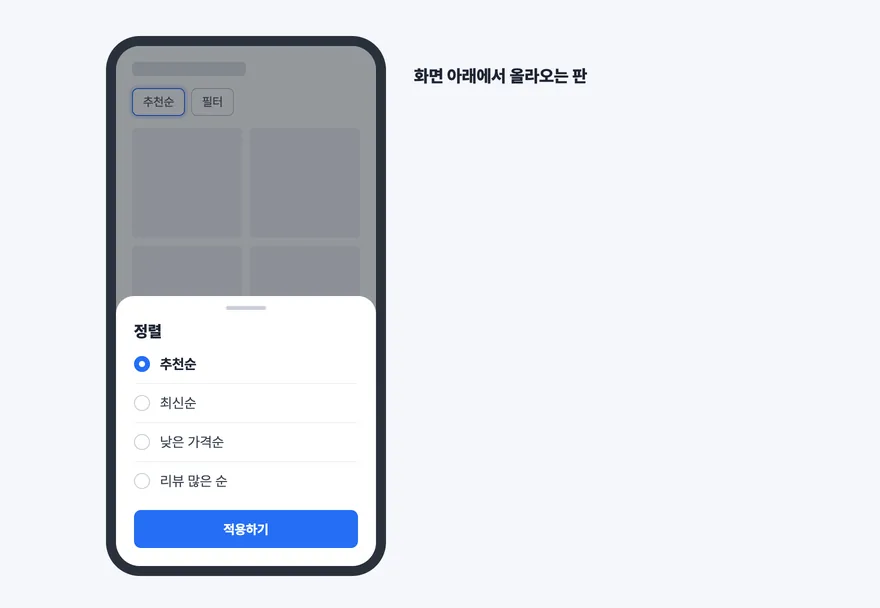 추천순
필터
화면 아래에서 올라오는 판
정렬
추천순
최신순
낮은 가격순
리뷰 많은 순
적용하기